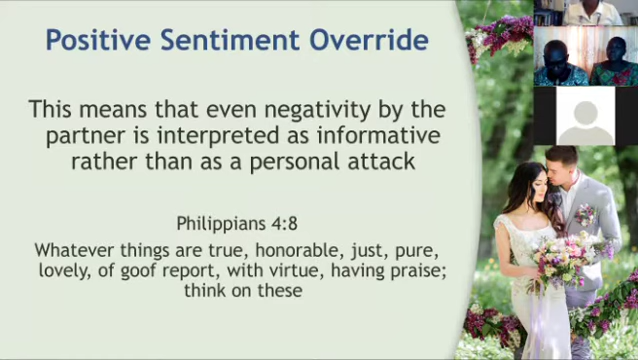 Positive Sentiment Override
This means that even negativity by the
partner is interpreted as informative
rather than as a personal attack
Philippians 4:8
Whatever things are true, honorable, just, pure,
lovely, of goof report, with virtue, having praise;
think on these